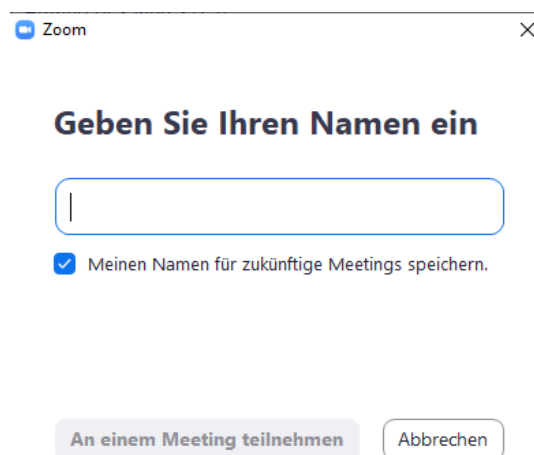 Zoom
Geben Sie Ihren Namen ein
Meinen Namen für zukünftige Meetings speichern.
An einem Meeting teilnehmen
Abbrechen